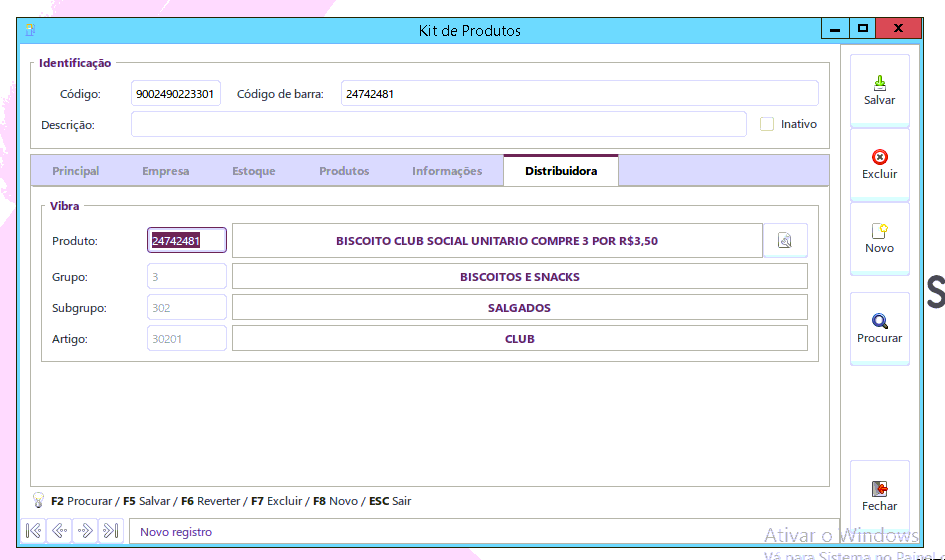 Kit de Produtos
Identificação
Código: 9002490223301 Código de barra: 24742481
Descrição: Inativo
Principal Empresa Estoque Produtos Informações Distribuidora
Vibra
Produto: 24742481 BISCOITO CLUB SOCIAL UNITARIO COMPRE 3 POR R$3,50
Grupo: 3 BISCOITOS E SNACKS
Subgrupo: 302 SALGADOS
Artigo: 30201 CLUB
F2 Procurar / F5 Salvar / F6 Reverter / F7 Excluir / F8 Novo / ESC Sair
Novo registro
Salvar
Excluir
Novo
Procurar
Fechar
S
Ativar o Windows
Vá para Sistema no Painel